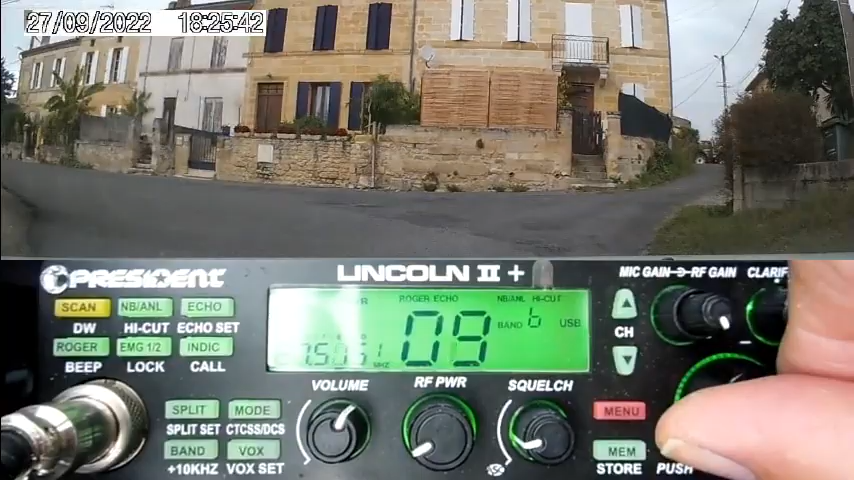 27/09/2022 18:25:42
PRESIDENT LINCOLN II + MIC GAIN RF GAIN CLARIF
SCAN NB/ANL ECHO
DW HI-CUT ECHO SET
ROGER EMG 1/2 INDIC
BEEP LOCK CALL
ROGER ECHO NB/ANL HI-CUT
09 BAND 6 USB
MHz
CH
VOLUME RF PWR SQUELCH
SPLIT MODE
SPLIT SET CTCSS/DCS
BAND VOX
+10KHZ VOX SET
MENU
MEM
STORE PUSH